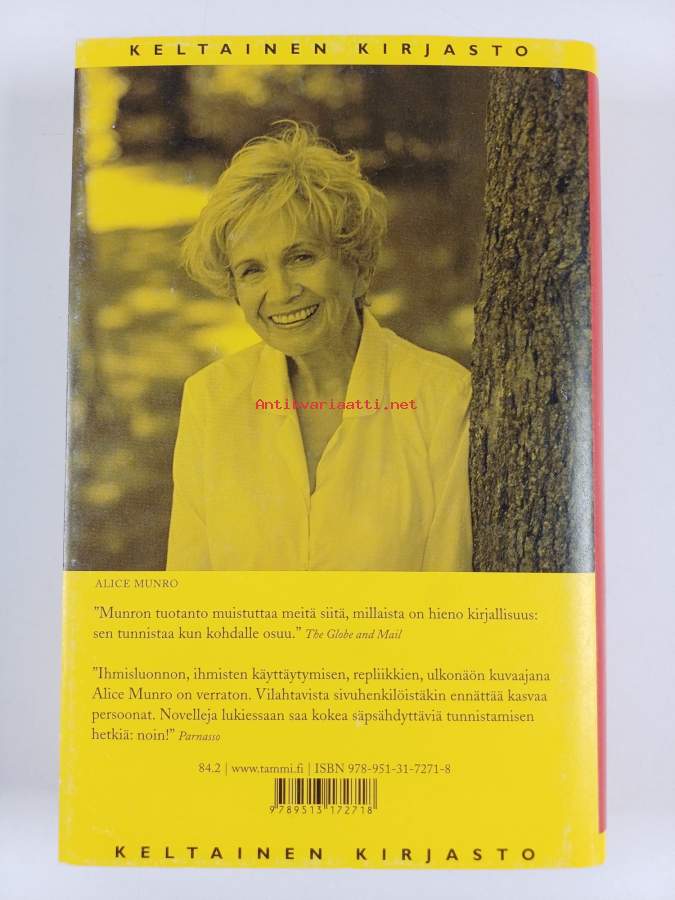 KELTAINEN KIRJASTO
Antikvariaatti.net
ALICE MUNRO
"Munron tuotanto muistuttaa meitä siitä, millaista on hieno kirjallisuus:
sen tunnistaa kun kohdalle osuu." The Globe and Mail
"Ihmisluonnon, ihmisten käyttäytymisen, repliikkien, ulkonäön kuvaajana
Alice Munro on verraton. Vilahtavista sivuhenkilöistäkin ennättää kasvaa
persoonat. Novelleja lukiessaan saa kokea säpsähdyttäviä tunnistamisen
hetkiä: noin!" Parnasso
84.2 | www.tammi.fi | ISBN 978-951-31-7271-8
9789513172718
KELTAINEN KIRJASTO